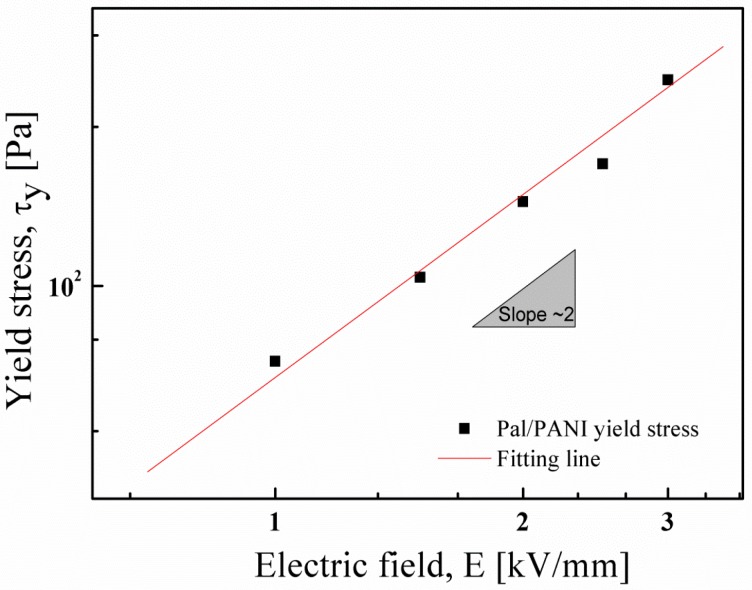 Yield stress, τy [Pa]
10²
Slope ~2
Pal/PANI yield stress
Fitting line
1 2 3
Electric field, E [kV/mm]